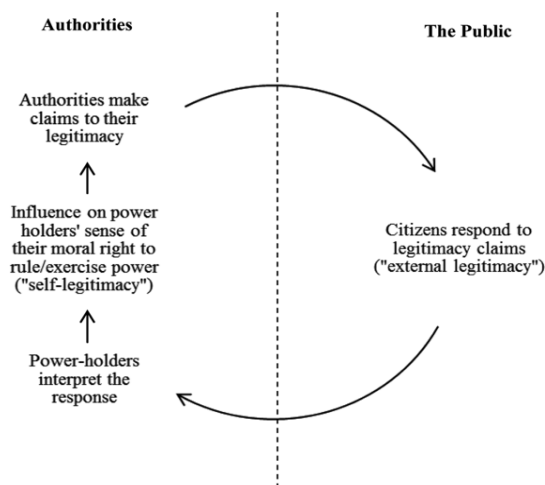 Authorities
The Public
Authorities make
claims to their
legitimacy
Influence on power
holders' sense of
their moral right to
rule/exercise power
("self-legitimacy")
Power-holders
interpret the
response
Citizens respond to
legitimacy claims
("external legitimacy")